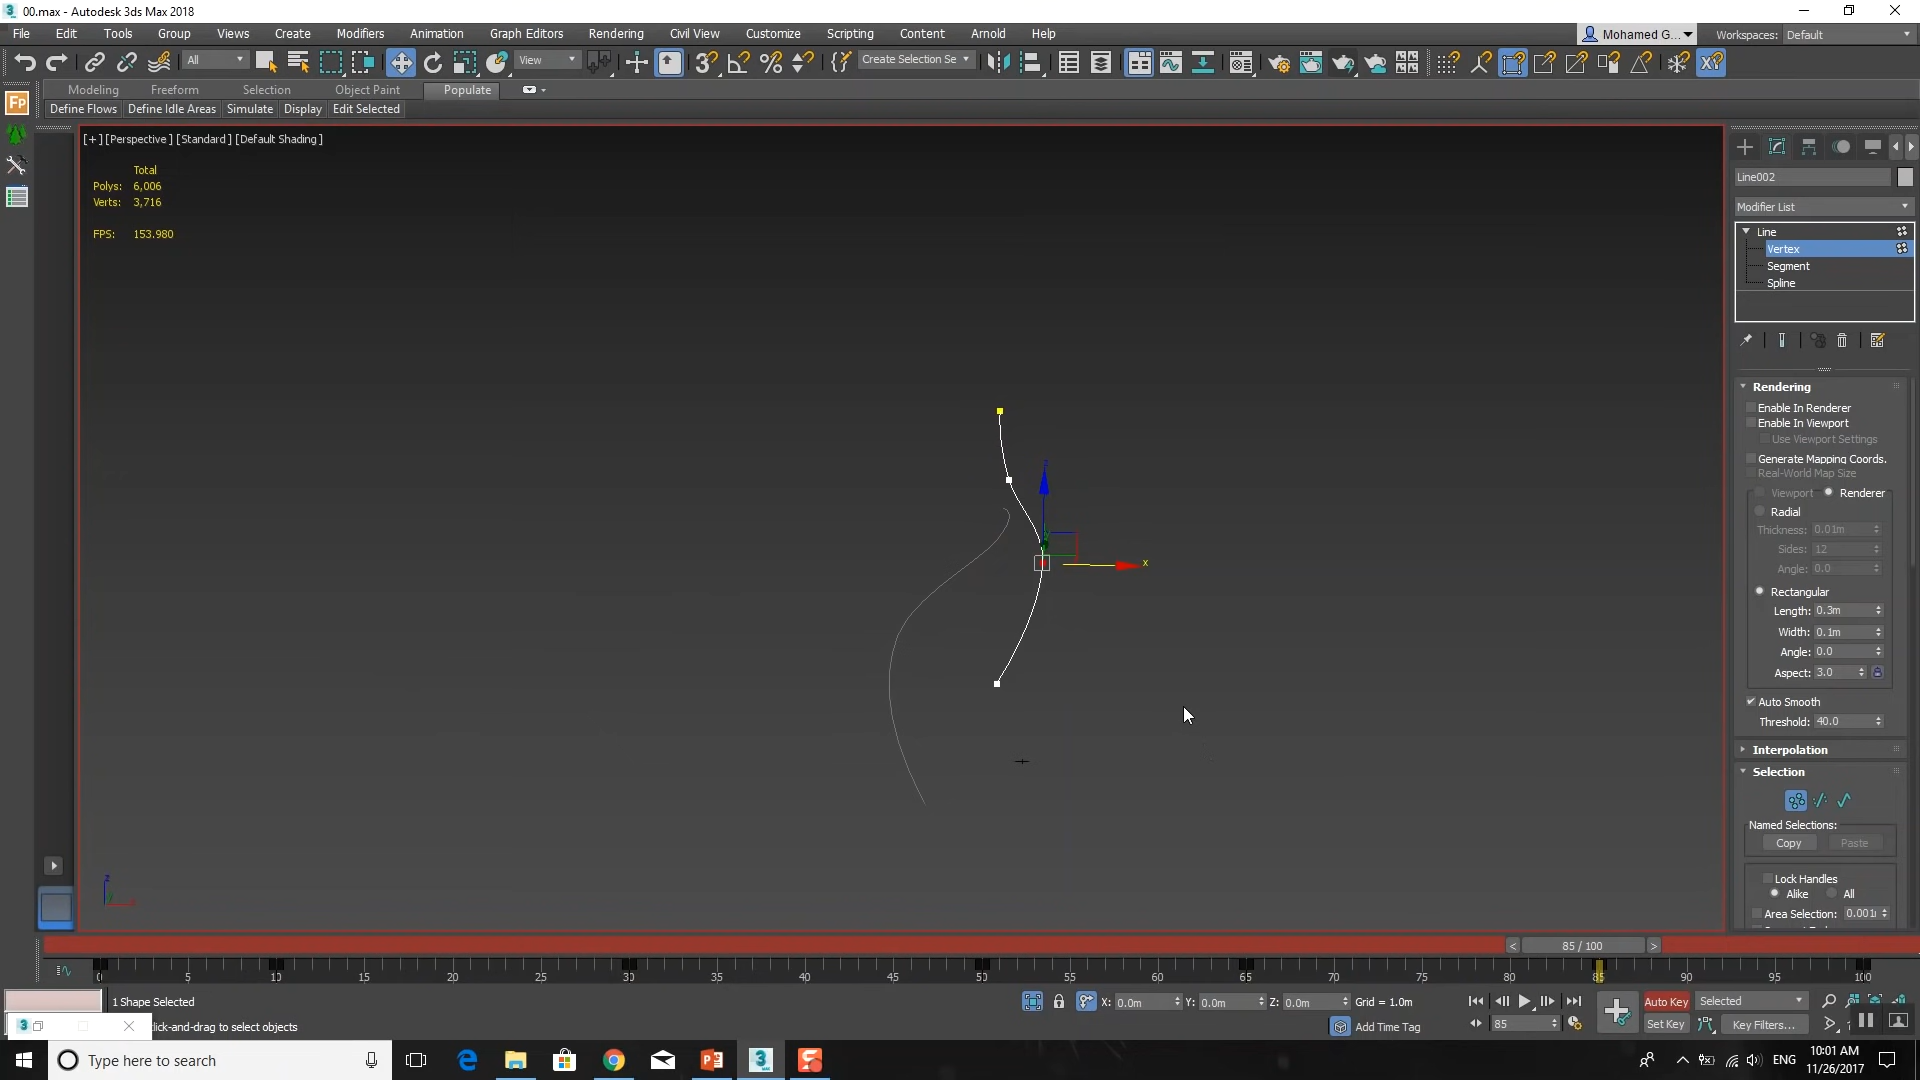 00.max - Autodesk 3ds Max 2018
File Edit Tools Group Views Create Modifiers Animation Graph Editors Rendering Civil View Customize Scripting Content Arnold Help
Mohamed G... Workspaces: Default
All View Create Selection Se
Modeling Freeform Selection Object Paint Populate
Define Flows Define Idle Areas Simulate Display Edit Selected
[+] [Perspective] [Standard] [Default Shading]
Total
Polys: 6,006
Verts: 3,716
FPS: 153.980
z
x
z
Line002
Modifier List
Line
Vertex
Segment
Spline
Rendering
Enable In Renderer
Enable In Viewport
Use Viewport Settings
Generate Mapping Coords.
Real-World Map Size
Viewport Renderer
Radial
Thickness: 0.01m
Sides: 12
Angle: 0.0
Rectangular
Length: 0.3m
Width: 0.1m
Angle: 0.0
Aspect: 3.0
Auto Smooth
Threshold: 40.0
Interpolation
Selection
Named Selections:
Copy Paste
Lock Handles
Alike All
Area Selection:
< 85 / 100 >
0 5 10 15 20 25 30 35 40 45 50 55 60 65 70 75 80 85 90 95 100
1 Shape Selected
X: 0.0m Y: 0.0m Z: 0.0m Grid = 1.0m
Auto Key Selected
click-and-drag to select objects
Add Time Tag
85
Set Key Key Filters...
Type here to search
ENG
10:01 AM
11/26/2017